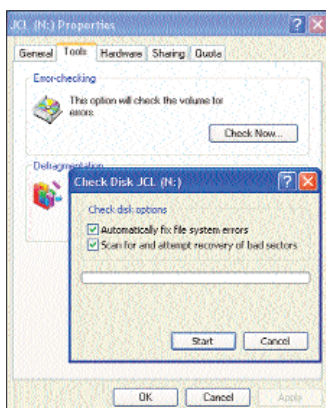 JCL (N:) Properties
General Tools Hardware Sharing Quota
Error-checking
This option will check the volume for
errors.
Check Now...
Defragmentation
Check Disk JCL (N:)
Check disk options
Automatically fix file system errors
Scan for and attempt recovery of bad sectors
Start Cancel
OK Cancel Apply